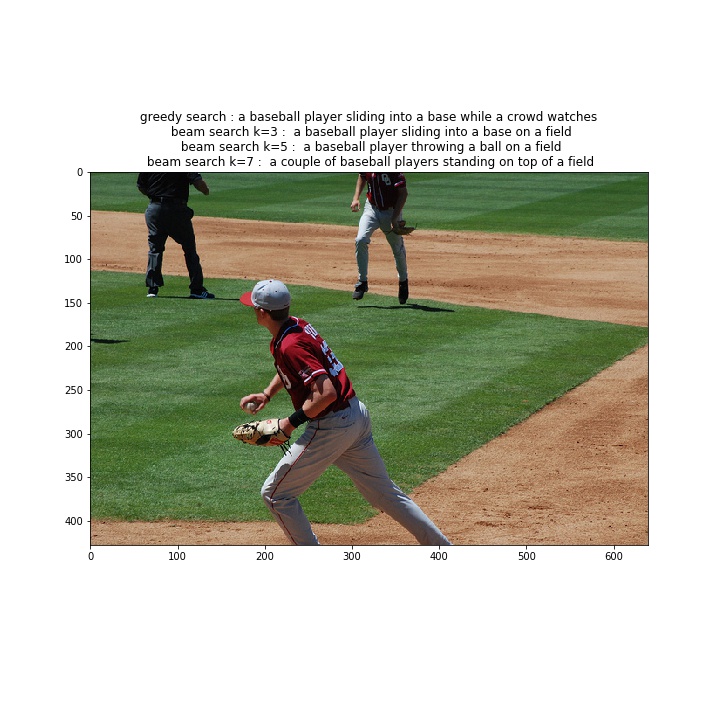 greedy search : a baseball player sliding into a base while a crowd watches
beam search k=3 :  a baseball player sliding into a base on a field
beam search k=5 :  a baseball player throwing a ball on a field
beam search k=7 :  a couple of baseball players standing on top of a field
0
50
100
150
200
250
300
350
400
0 100 200 300 400 500 600